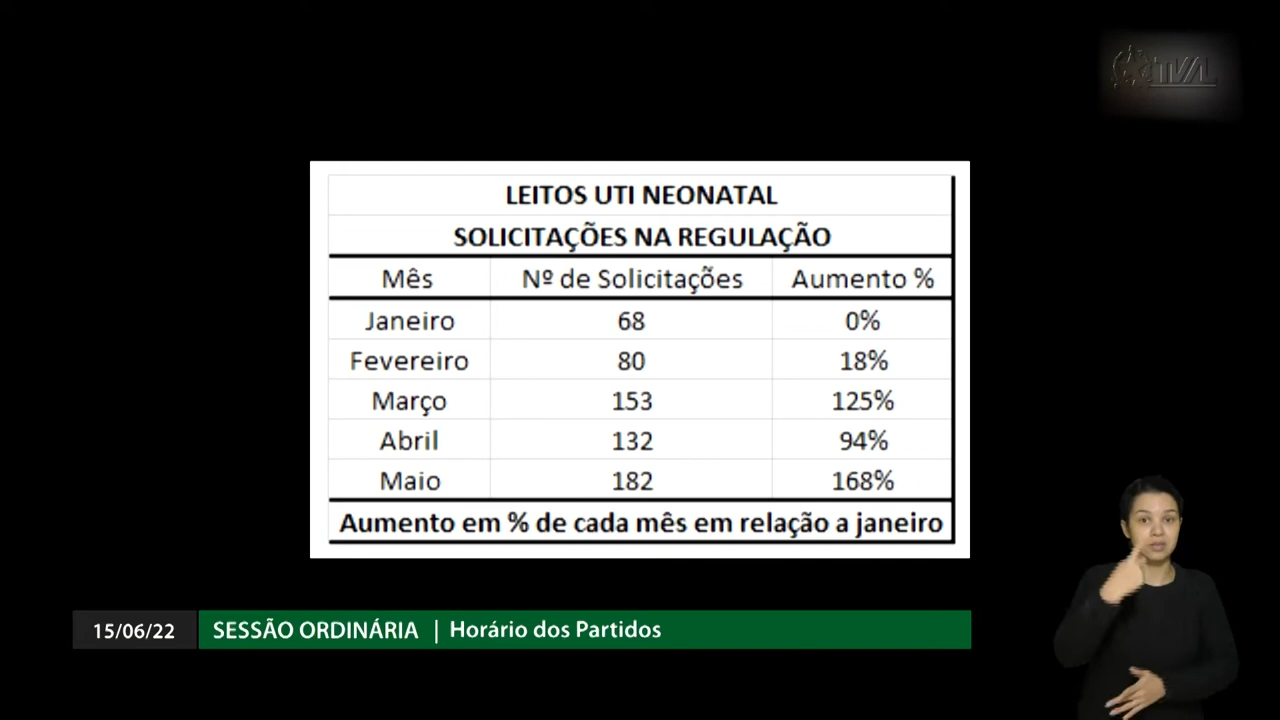 TVAL
LEITOS UTI NEONATAL
SOLICITAÇÕES NA REGULAÇÃO
Mês Nº de Solicitações Aumento %
Janeiro 68 0%
Fevereiro 80 18%
Março 153 125%
Abril 132 94%
Maio 182 168%
Aumento em % de cada mês em relação a janeiro
15/06/22 SESSÃO ORDINÁRIA | Horário dos Partidos